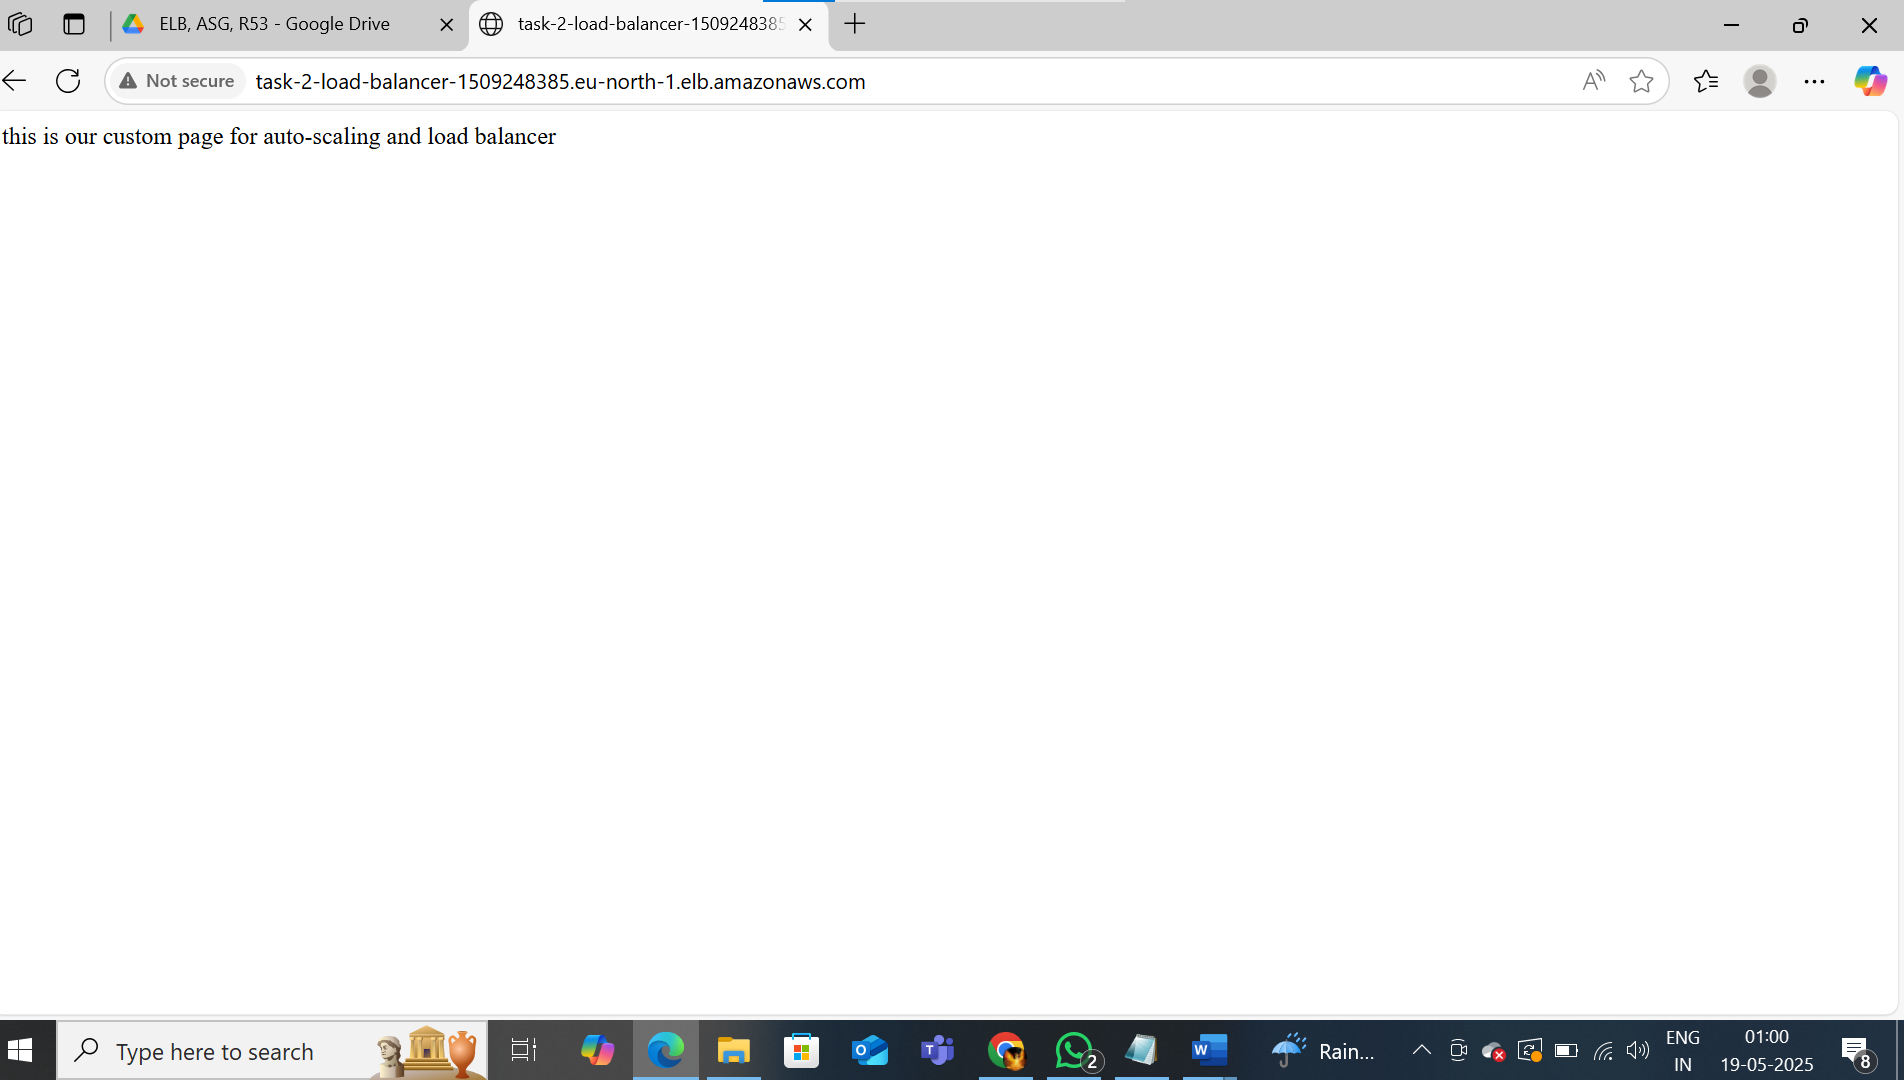 ELB, ASG, R53 - Google Drive
task-2-load-balancer-1509248385
Not secure
task-2-load-balancer-1509248385.eu-north-1.elb.amazonaws.com
this is our custom page for auto-scaling and load balancer
Type here to search
2
Rain...
ENG
IN
01:00
19-05-2025
8